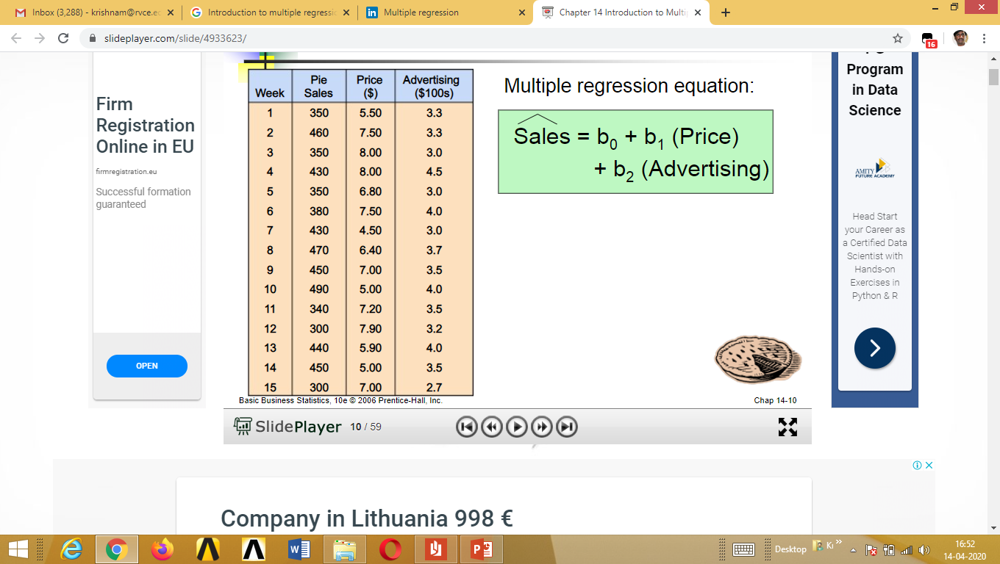 Inbox (3,288) - krishnam@rvce.ec
Introduction to multiple regressio
Multiple regression
Chapter 14 Introduction to Multi
slideplayer.com/slide/4933623/
16
Firm
Registration
Online in EU
firmregistration.eu
Successful formation
guaranteed
OPEN
Week Pie Sales Price ($) Advertising ($100s)
1 350 5.50 3.3
2 460 7.50 3.3
3 350 8.00 3.0
4 430 8.00 4.5
5 350 6.80 3.0
6 380 7.50 4.0
7 430 4.50 3.0
8 470 6.40 3.7
9 450 7.00 3.5
10 490 5.00 4.0
11 340 7.20 3.5
12 300 7.90 3.2
13 440 5.90 4.0
14 450 5.00 3.5
15 300 7.00 2.7
Multiple regression equation:
Sales = b0 + b1 (Price)
+ b2 (Advertising)
Basic Business Statistics, 10e © 2006 Prentice-Hall, Inc.
Chap 14-10
SlidePlayer 10 / 59
Program
in Data
Science
AMITY
FUTURE ACADEMY
Head Start
your Career as
a Certified Data
Scientist with
Hands-on
Exercises in
Python & R
Company in Lithuania 998 €
Desktop
16:52
14-04-2020